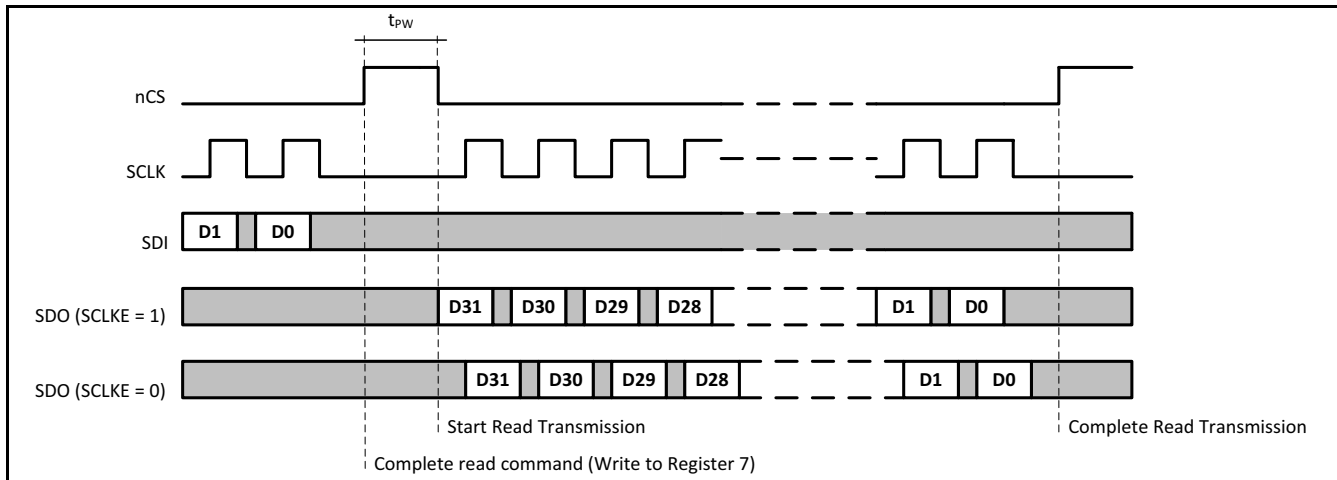 tPW
nCS
SCLK
SDI D1 D0
SDO (SCLKE = 1) D31 D30 D29 D28 D1 D0
SDO (SCLKE = 0) D31 D30 D29 D28 D1 D0
Start Read Transmission Complete Read Transmission
Complete read command (Write to Register 7)